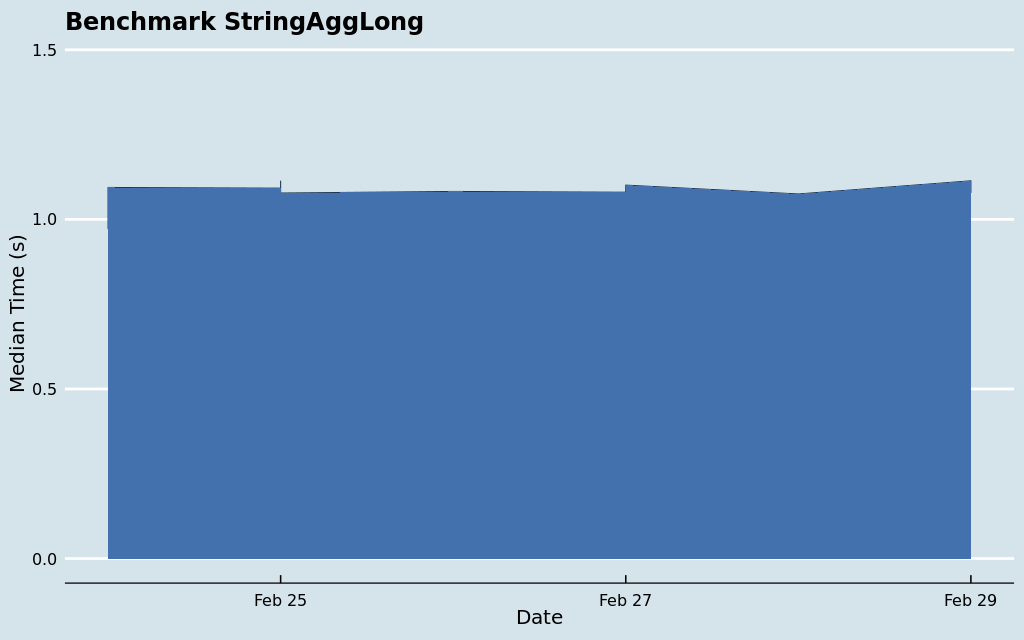 Benchmark StringAggLong
1.5
1.0
0.5
0.0
Median Time (s)
Feb 25
Feb 27
Feb 29
Date